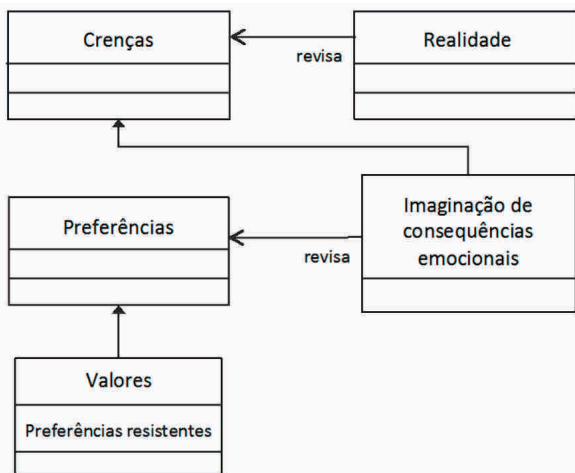 Crenças
Realidade
revisa
Preferências
Imaginação de
consequências
emocionais
revisa
Valores
Preferências resistentes